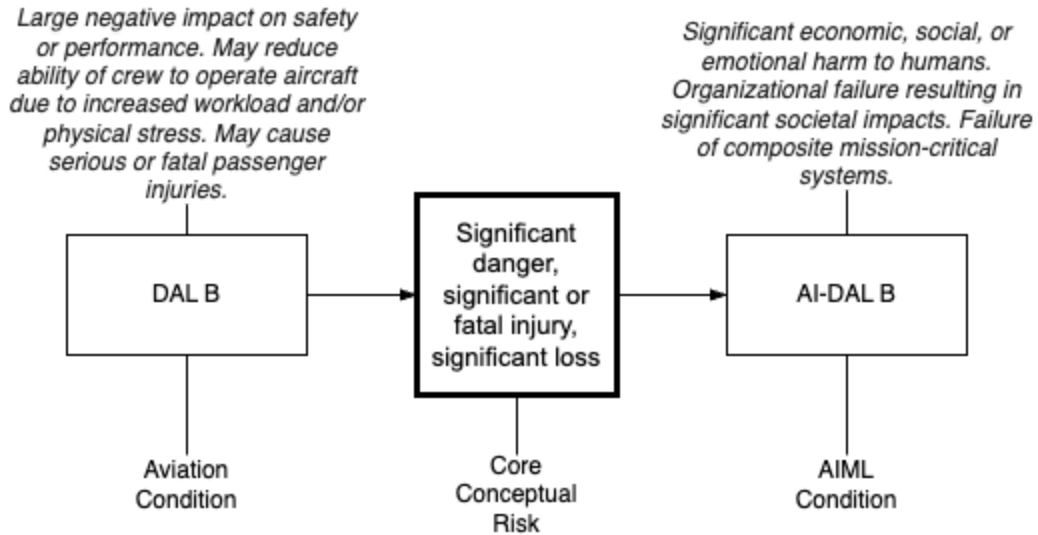 Large negative impact on safety
or performance. May reduce
ability of crew to operate aircraft
due to increased workload and/or
physical stress. May cause
serious or fatal passenger
injuries.
Significant economic, social, or
emotional harm to humans.
Organizational failure resulting in
significant societal impacts. Failure
of composite mission-critical
systems.
DAL B
Significant
danger,
significant or
fatal injury,
significant loss
AI-DAL B
Aviation
Condition
Core
Conceptual
Risk
AIML
Condition